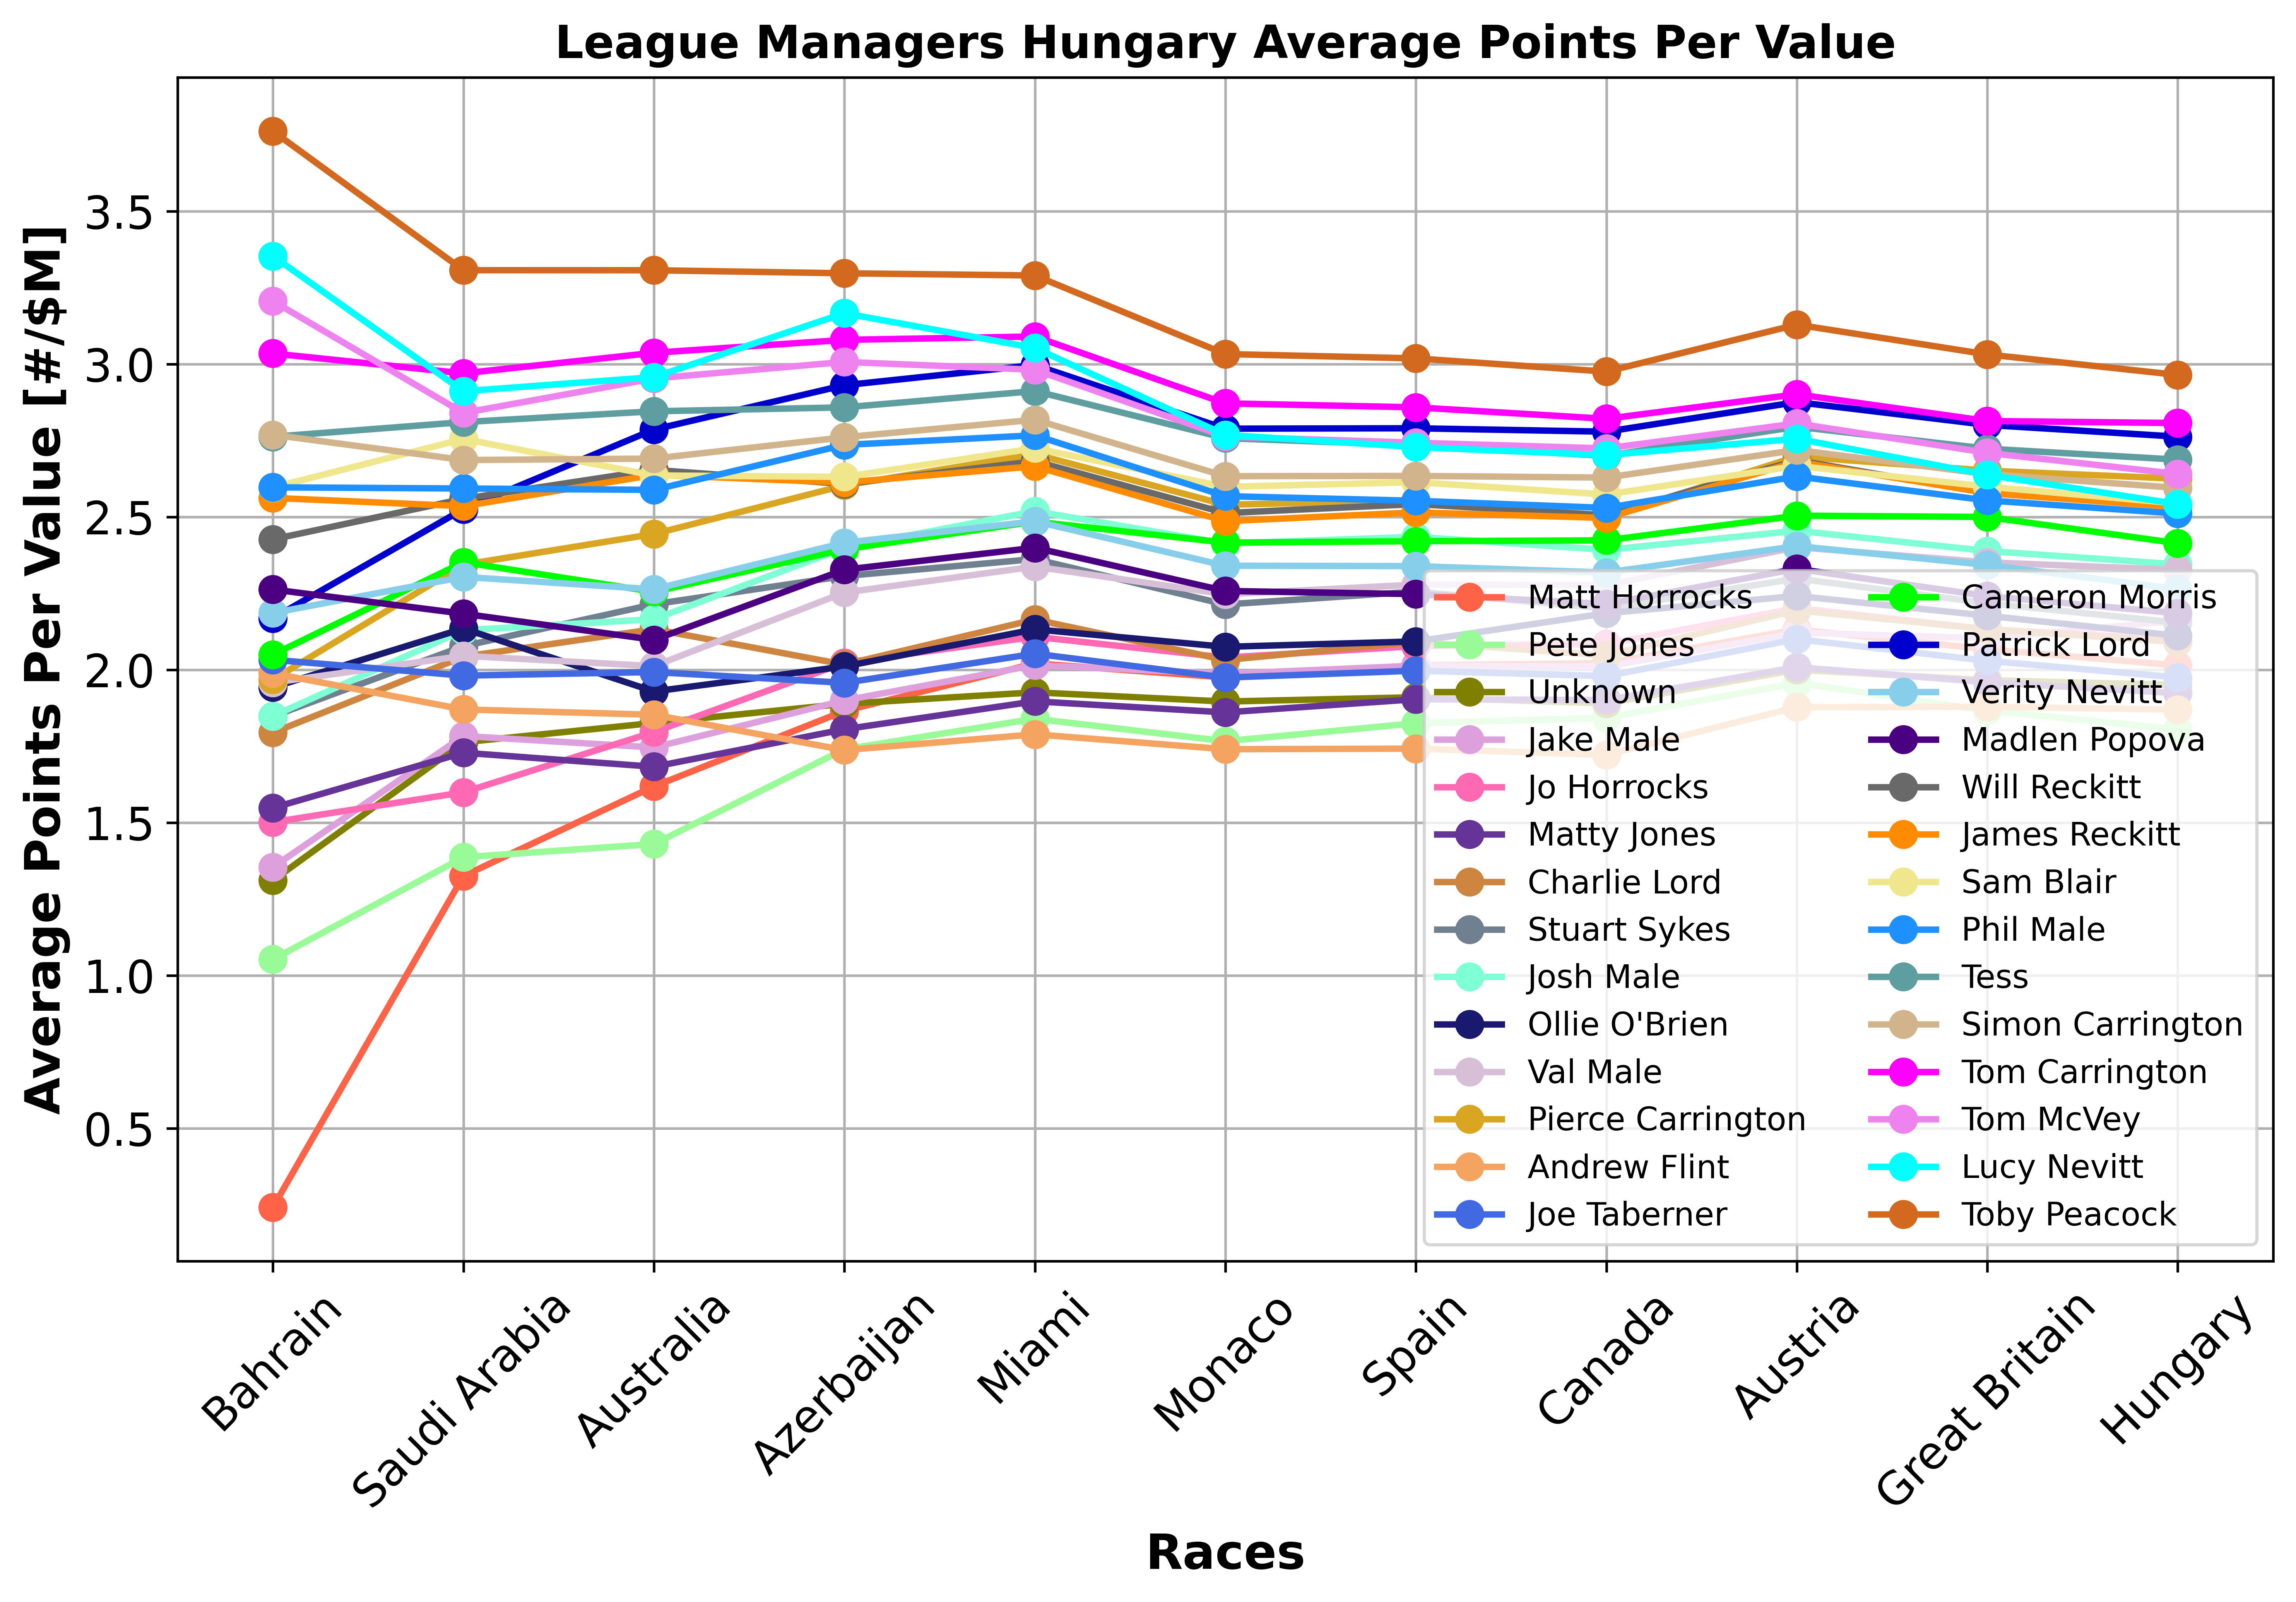 League Managers Hungary Average Points Per Value
Average Points Per Value [#/$M]
3.5
3.0
2.5
2.0
1.5
1.0
0.5
Matt Horrocks
Pete Jones
Unknown
Jake Male
Jo Horrocks
Matty Jones
Charlie Lord
Stuart Sykes
Josh Male
Ollie O'Brien
Val Male
Pierce Carrington
Andrew Flint
Joe Taberner
Cameron Morris
Patrick Lord
Verity Nevitt
Madlen Popova
Will Reckitt
James Reckitt
Sam Blair
Phil Male
Tess
Simon Carrington
Tom Carrington
Tom McVey
Lucy Nevitt
Toby Peacock
Bahrain
Saudi Arabia
Australia
Azerbaijan
Miami
Monaco
Spain
Canada
Austria
Great Britain
Hungary
Races